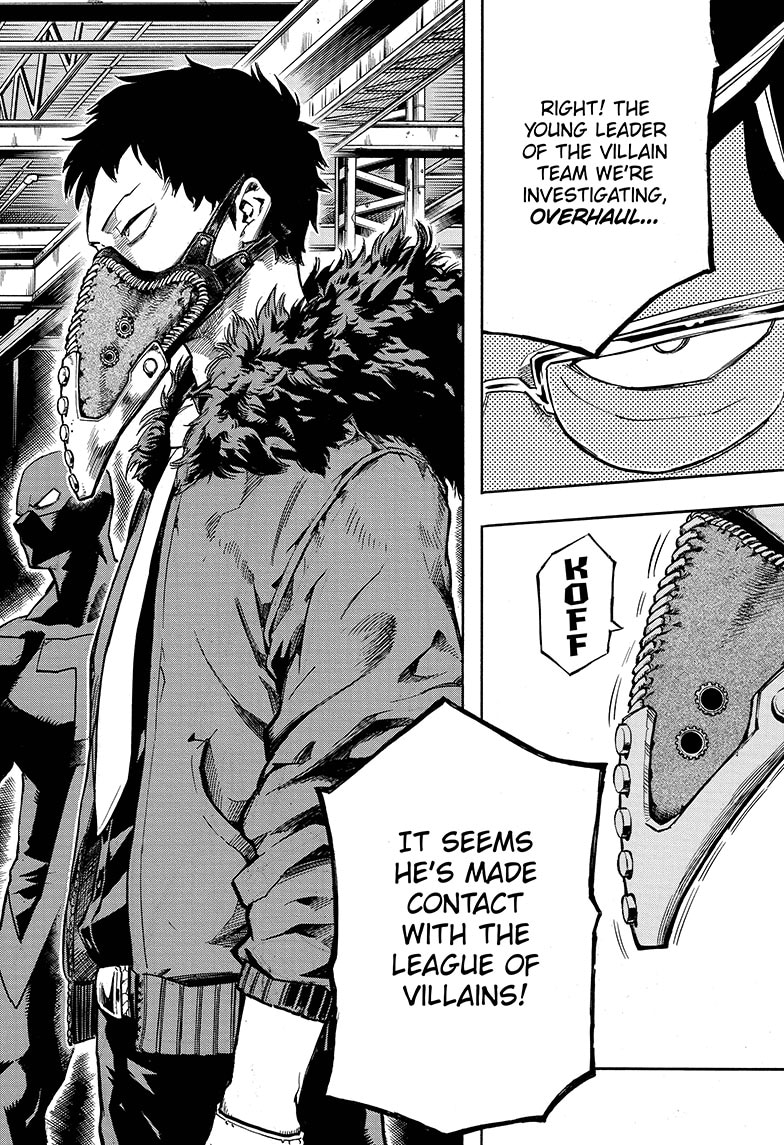 RIGHT! THE
YOUNG LEADER
OF THE VILLAIN
TEAM WE'RE
INVESTIGATING,
OVERHAUL...
KOFF
IT SEEMS
HE'S MADE
CONTACT
WITH THE
LEAGUE OF
VILLAINS!